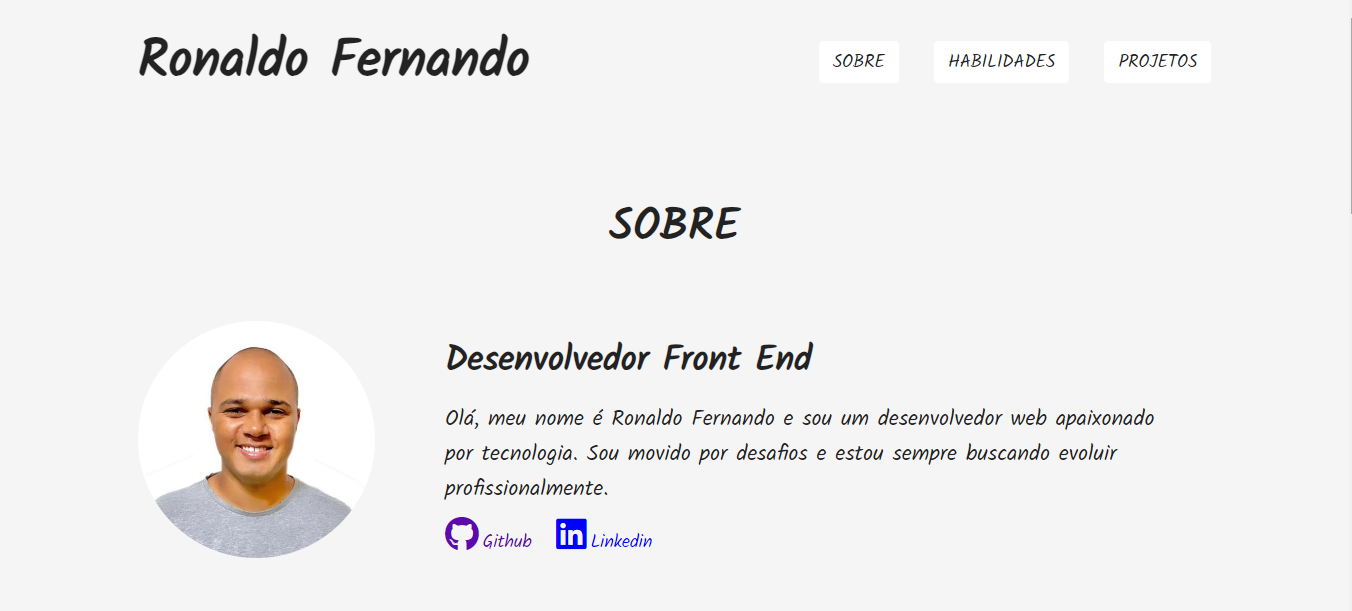 Ronaldo Fernando
SOBRE
HABILIDADES
PROJETOS
SOBRE
Desenvolvedor Front End
Olá, meu nome é Ronaldo Fernando e sou um desenvolvedor web apaixonado
por tecnologia. Sou movido por desafios e estou sempre buscando evoluir
profissionalmente.
Github
in Linkedin